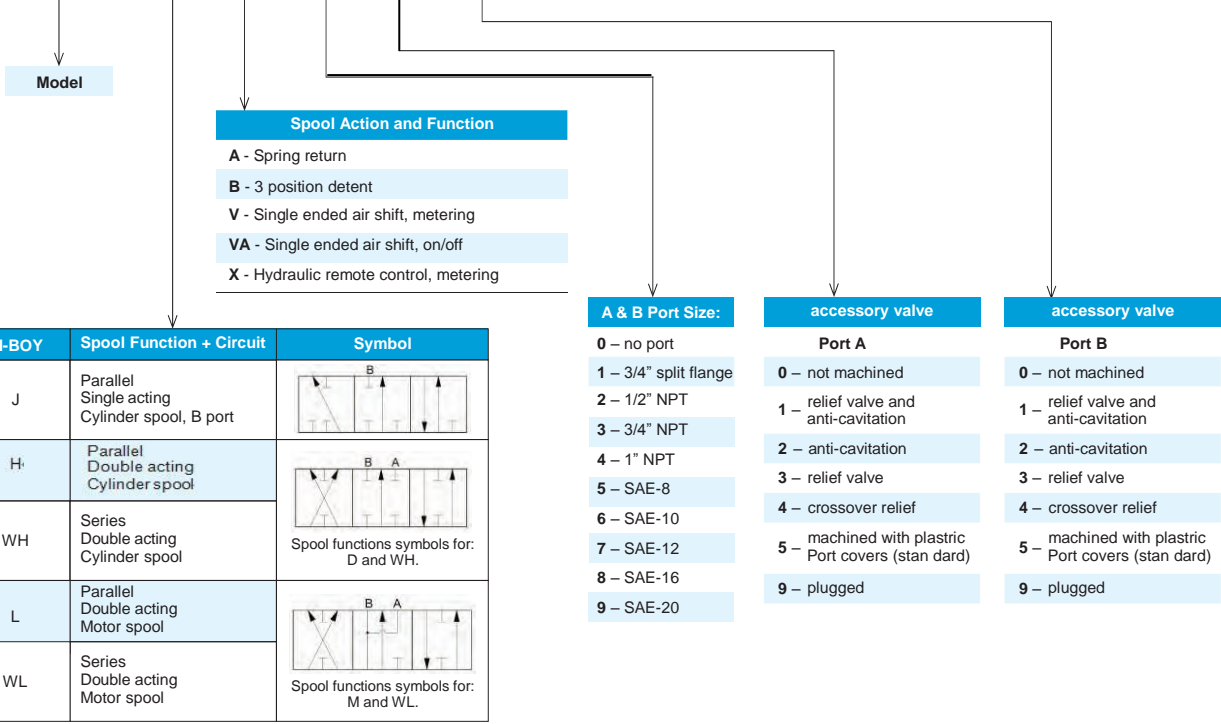 Model
Spool Action and Function
A - Spring return
B - 3 position detent
V - Single ended air shift, metering
VA - Single ended air shift, on/off
X - Hydraulic remote control, metering
I-BOY Spool Function + Circuit Symbol
J
Parallel
Single acting
Cylinder spool, B port
B
H
Parallel
Double acting
Cylinder spool
B A
WH
Series
Double acting
Cylinder spool
Spool functions symbols for:
D and WH.
L
Parallel
Double acting
Motor spool
B A
WL
Series
Double acting
Motor spool
Spool functions symbols for:
M and WL.
A & B Port Size:
0 – no port
1 – 3/4” split flange
2 – 1/2” NPT
3 – 3/4” NPT
4 – 1” NPT
5 – SAE-8
6 – SAE-10
7 – SAE-12
8 – SAE-16
9 – SAE-20
accessory valve
Port A
0 – not machined
1 – relief valve and
anti-cavitation
2 – anti-cavitation
3 – relief valve
4 – crossover relief
5 – machined with plastric
Port covers (stan dard)
9 – plugged
accessory valve
Port B
0 – not machined
1 – relief valve and
anti-cavitation
2 – anti-cavitation
3 – relief valve
4 – crossover relief
5 – machined with plastric
Port covers (stan dard)
9 – plugged